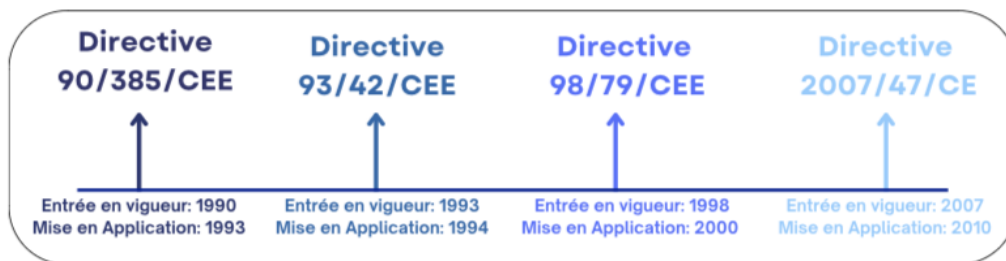 Directive
90/385/CEE
Directive
93/42/CEE
Directive
98/79/CEE
Directive
2007/47/CE
Entrée en vigueur: 1990
Mise en Application: 1993
Entrée en vigueur: 1993
Mise en Application: 1994
Entrée en vigueur: 1998
Mise en Application: 2000
Entrée en vigueur: 2007
Mise en Application: 2010